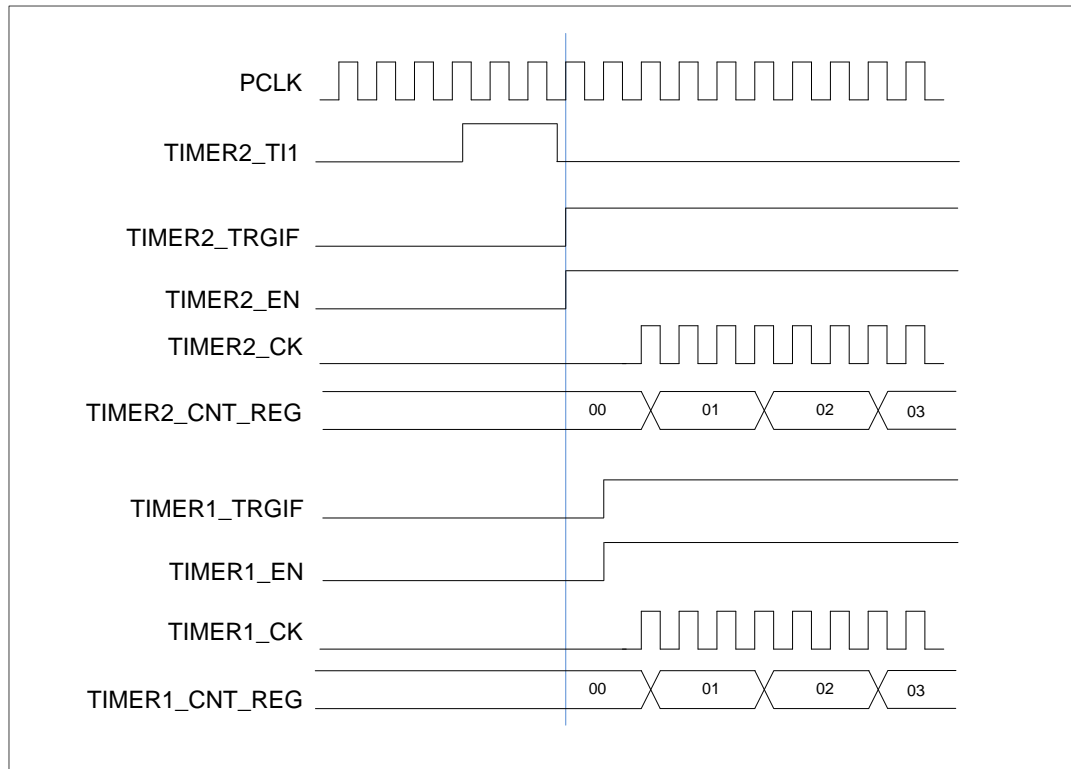 PCLK
TIMER2_TI1
TIMER2_TRGIF
TIMER2_EN
TIMER2_CK
TIMER2_CNT_REG 00 01 02 03
TIMER1_TRGIF
TIMER1_EN
TIMER1_CK
TIMER1_CNT_REG 00 01 02 03